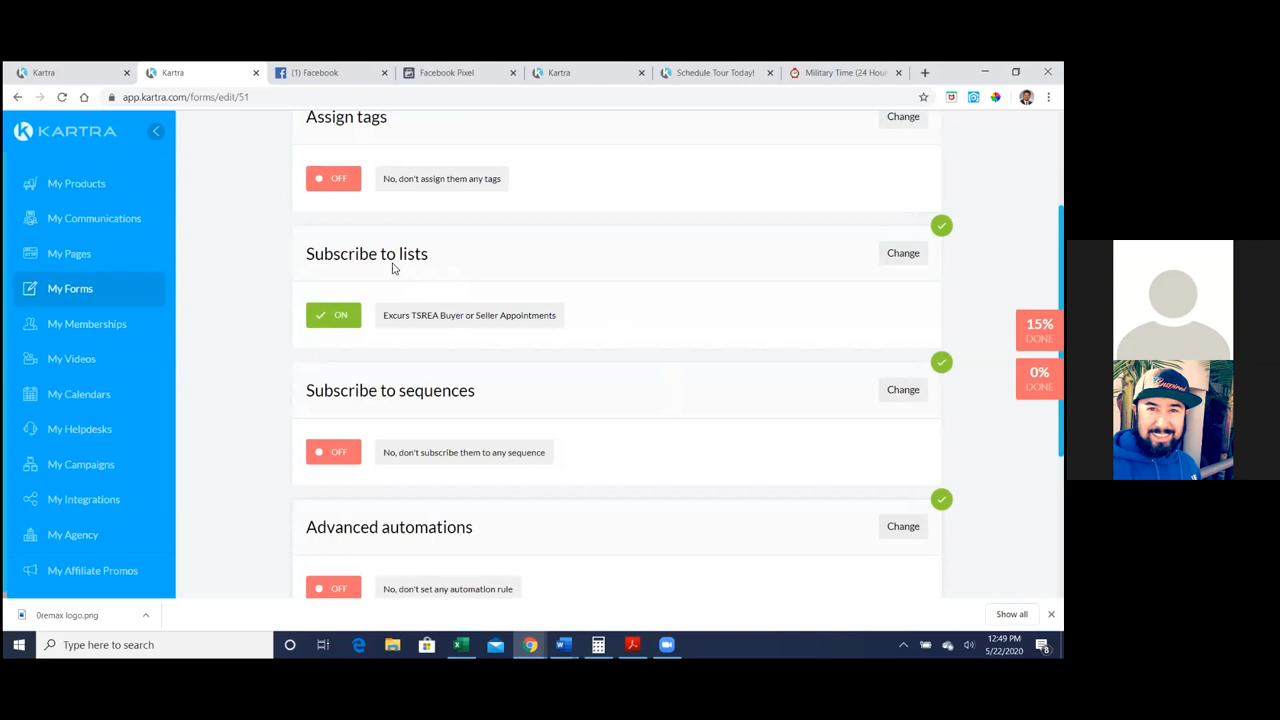 Kartra
Kartra
(1) Facebook
Facebook Pixel
Kartra
Schedule Tour Today!
Military Time (24 Hour
app.kartra.com/forms/edit/51
KARTRA
My Products
My Communications
My Pages
My Forms
My Memberships
My Videos
My Calendars
My Helpdesks
My Campaigns
My Integrations
My Agency
My Affiliate Promos
Assign tags
Change
OFF
No, don't assign them any tags
Subscribe to lists
Change
ON
Excurs TSREA Buyer or Seller Appointments
Subscribe to sequences
Change
OFF
No, don't subscribe them to any sequence
Advanced automations
Change
OFF
No, don't set any automation rule
15%
DONE
0%
DONE
0remax logo.png
Show all
Type here to search
12:49 PM
5/22/2020
8